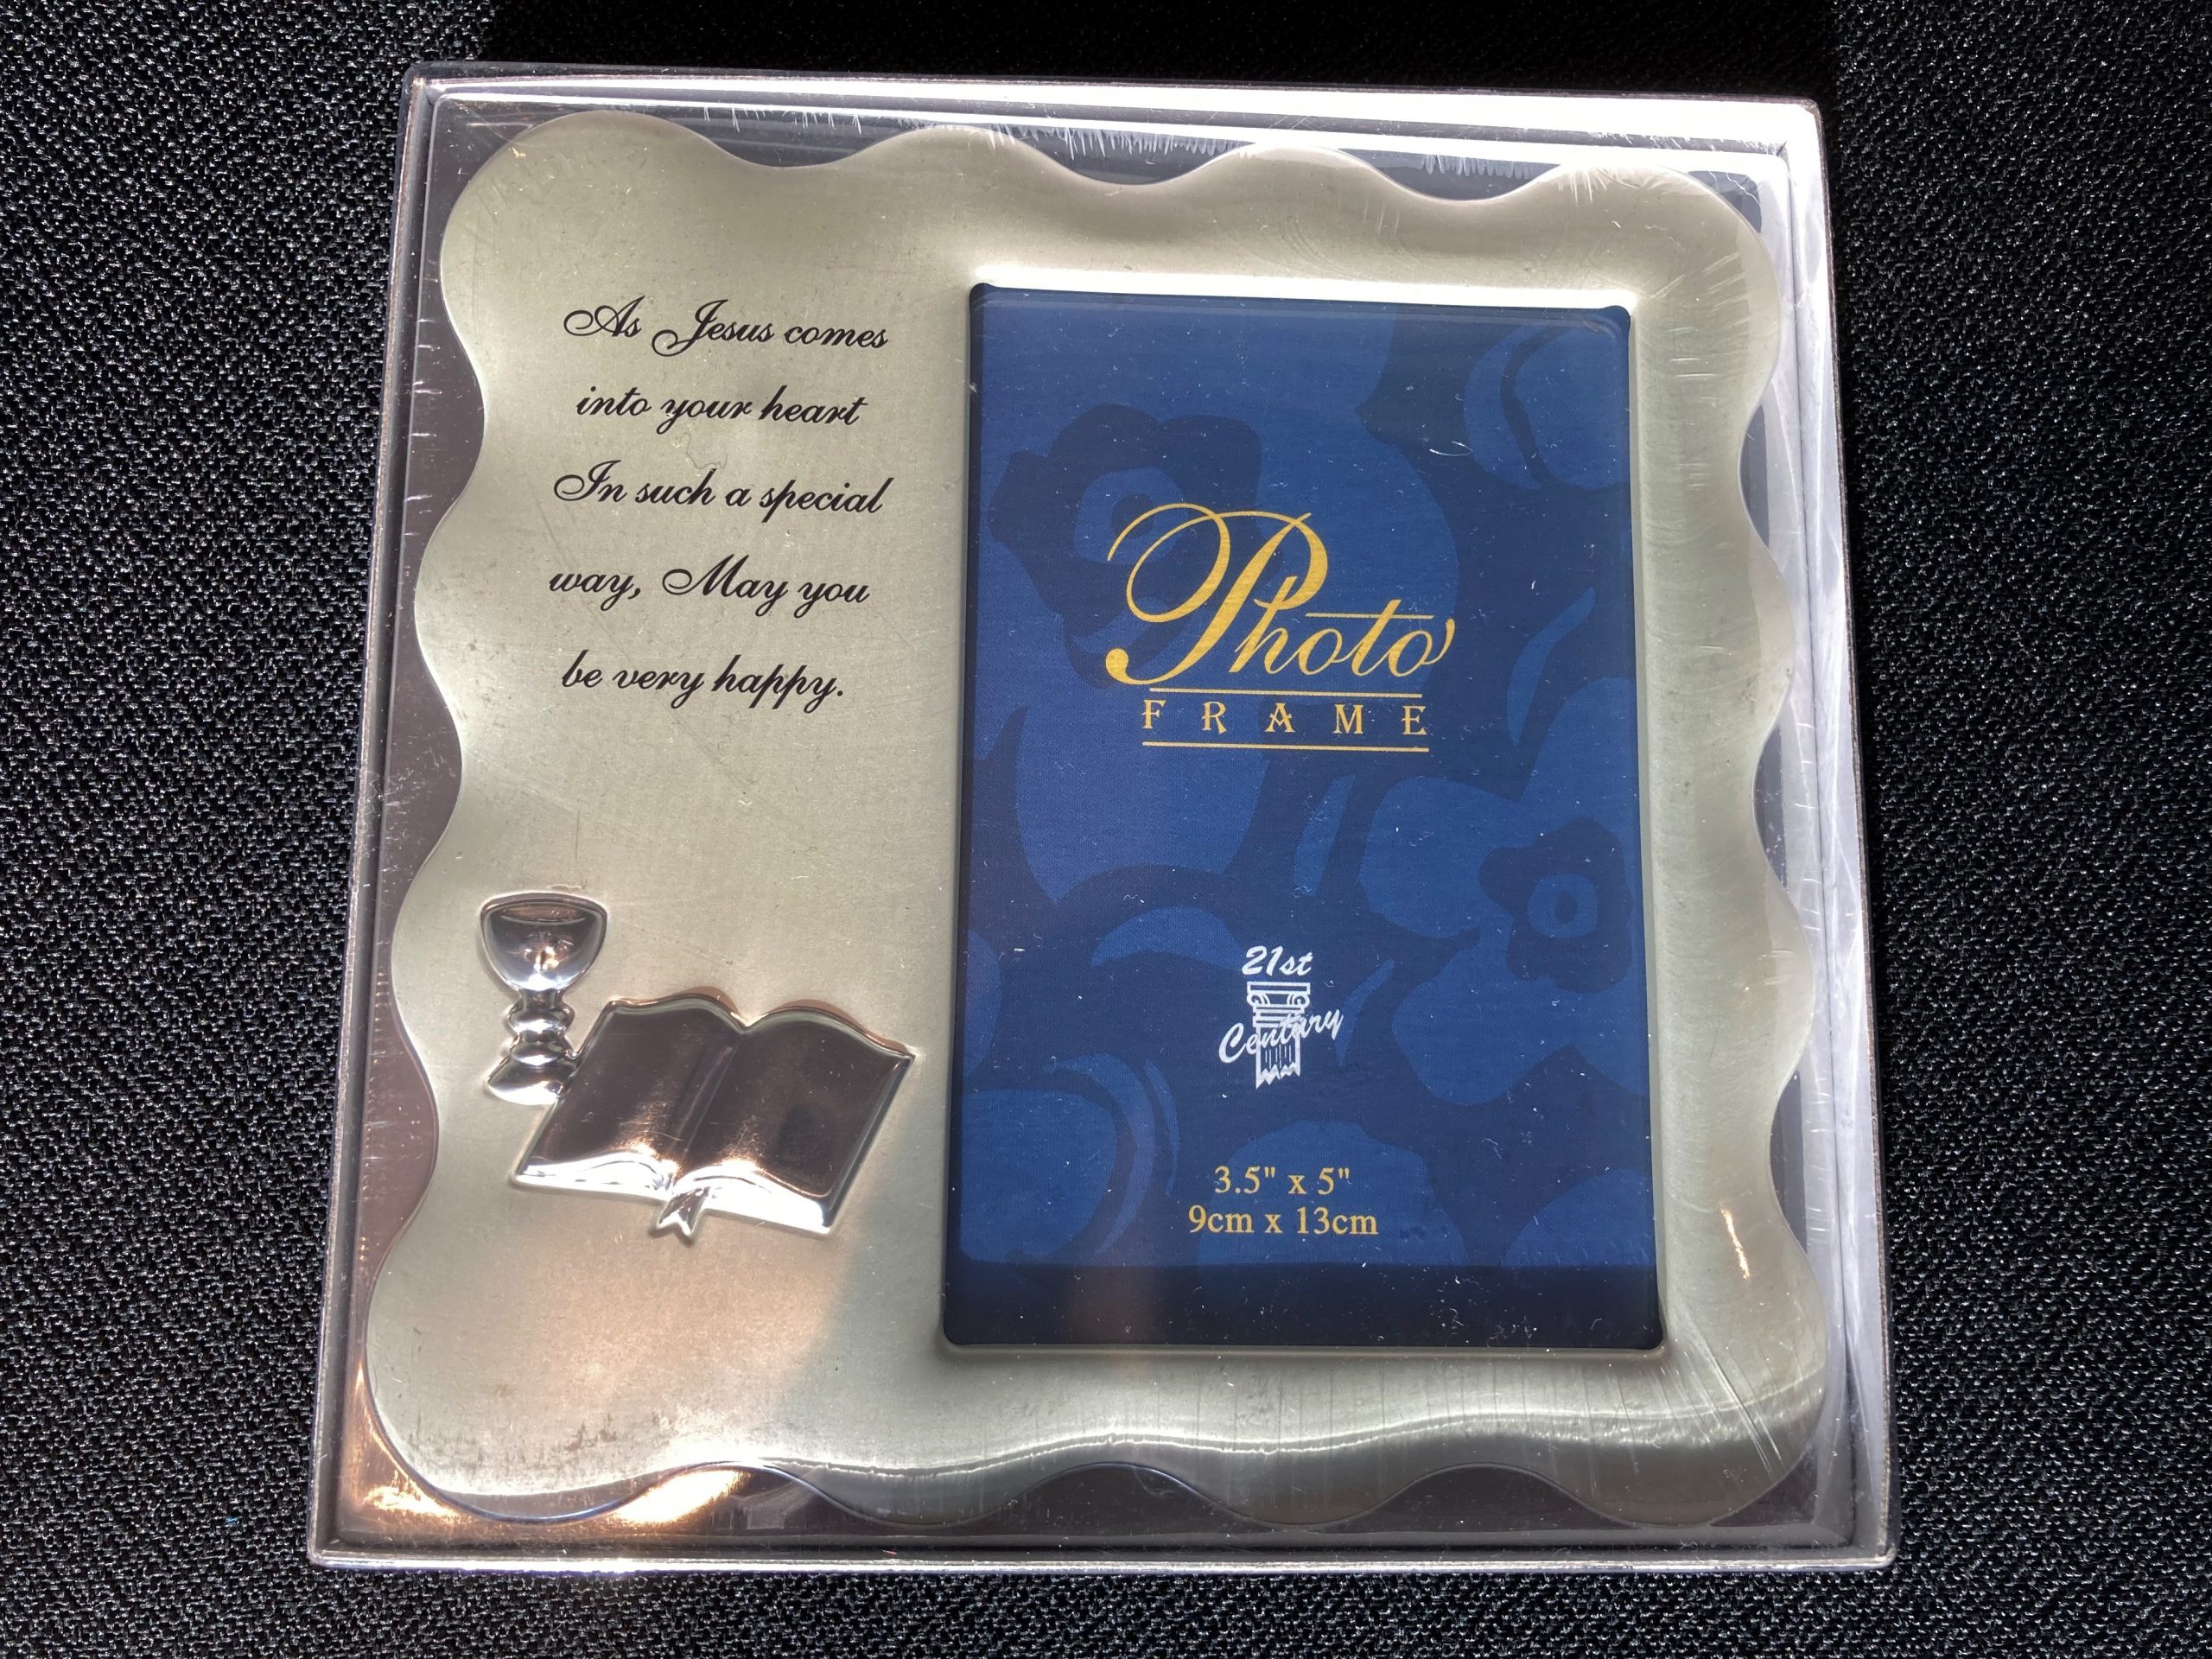 As Jesus comes
into your heart
In such a special
way, May you
be very happy.
Photo
FRAME
21st
Century
3.5" x 5"
9cm x 13cm